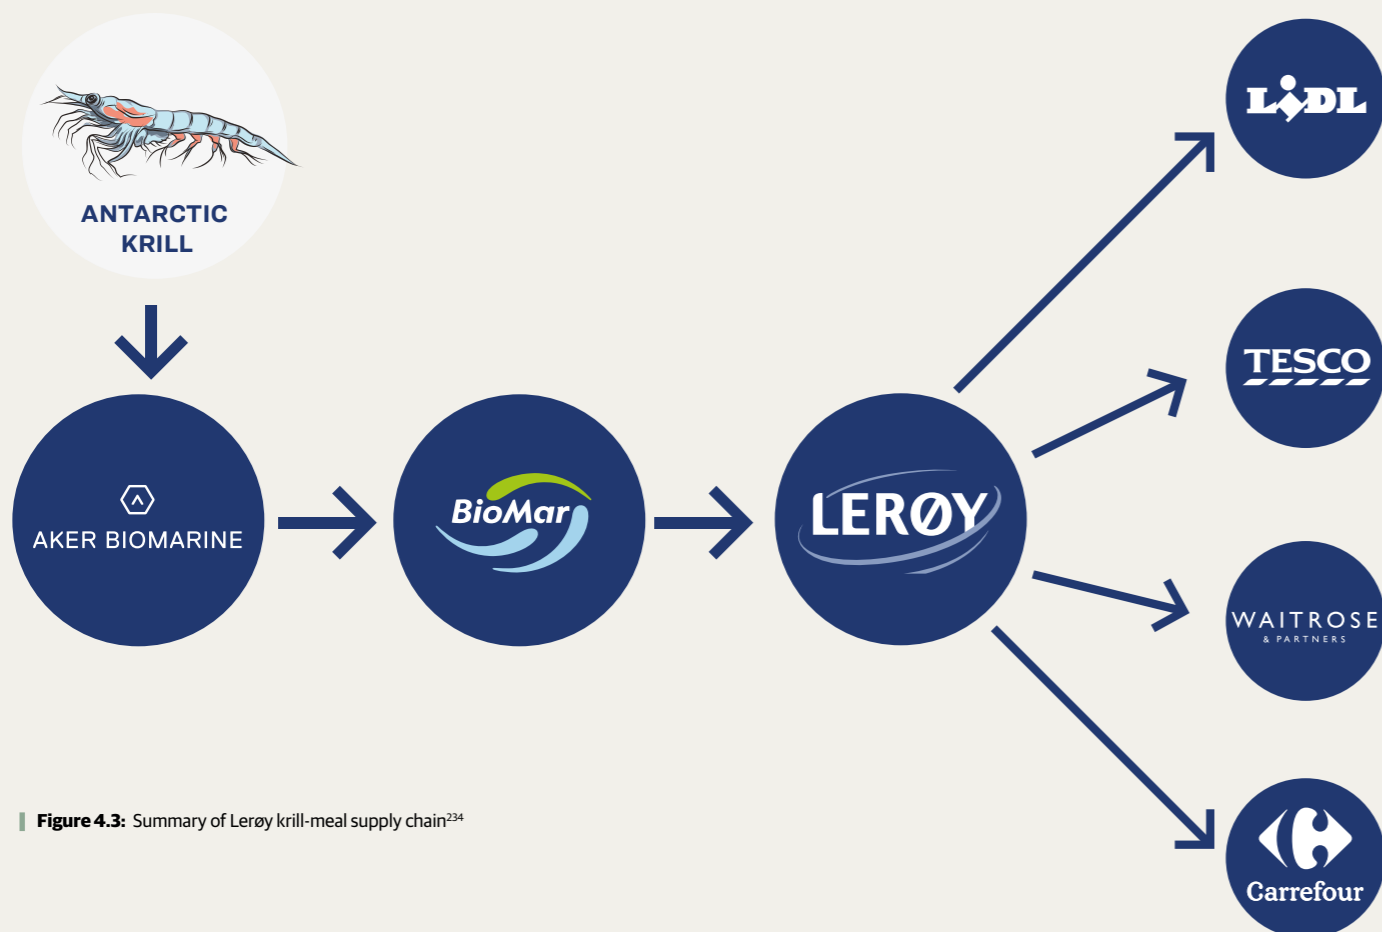 ANTARCTIC
KRILL
AKER BIOMARINE
BioMar
LERØY
LIDL
TESCO
WAITROSE
& PARTNERS
Carrefour
Figure 4.3: Summary of Lerøy krill-meal supply chain²³⁴